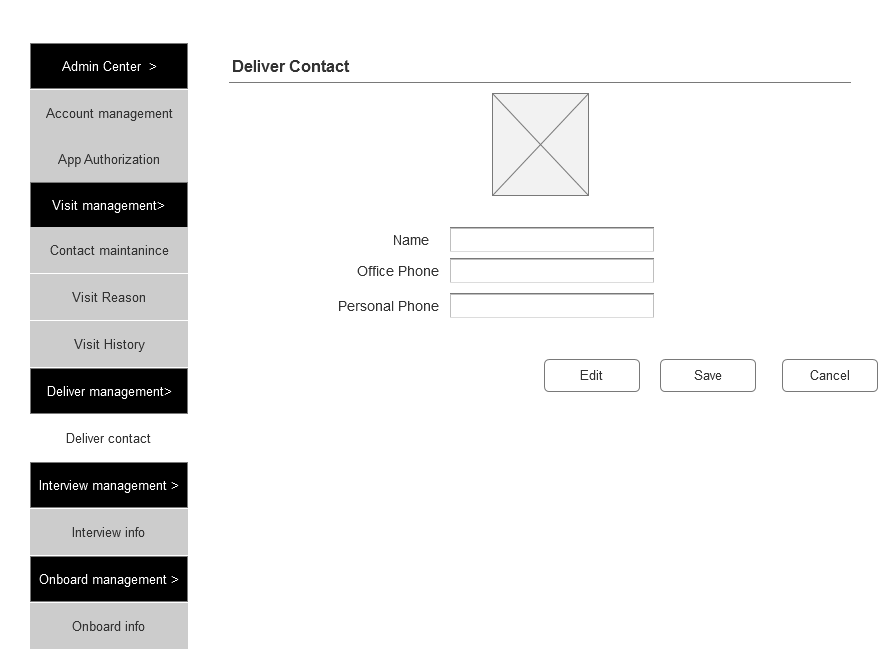 Admin Center >
Account management
App Authorization
Visit management>
Contact maintanince
Visit Reason
Visit History
Deliver management>
Deliver contact
Interview management >
Interview info
Onboard management >
Onboard info
Deliver Contact
Name
Office Phone
Personal Phone
Edit Save Cancel